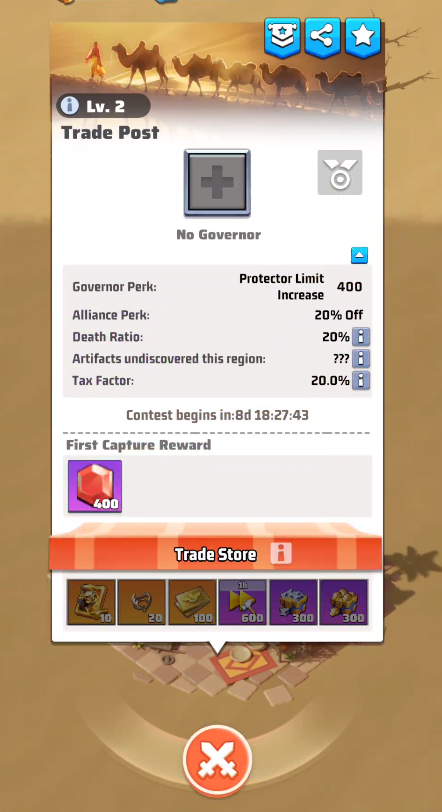 Lv. 2
Trade Post
No Governor
Governor Perk: Protector Limit Increase 400
Alliance Perk: 20% Off
Death Ratio: 20%
Artifacts undiscovered this region: ???
Tax Factor: 20.0%
Contest begins in:8d 18:27:43
First Capture Reward
400
Trade Store
1h
10 20 100 600 300 300